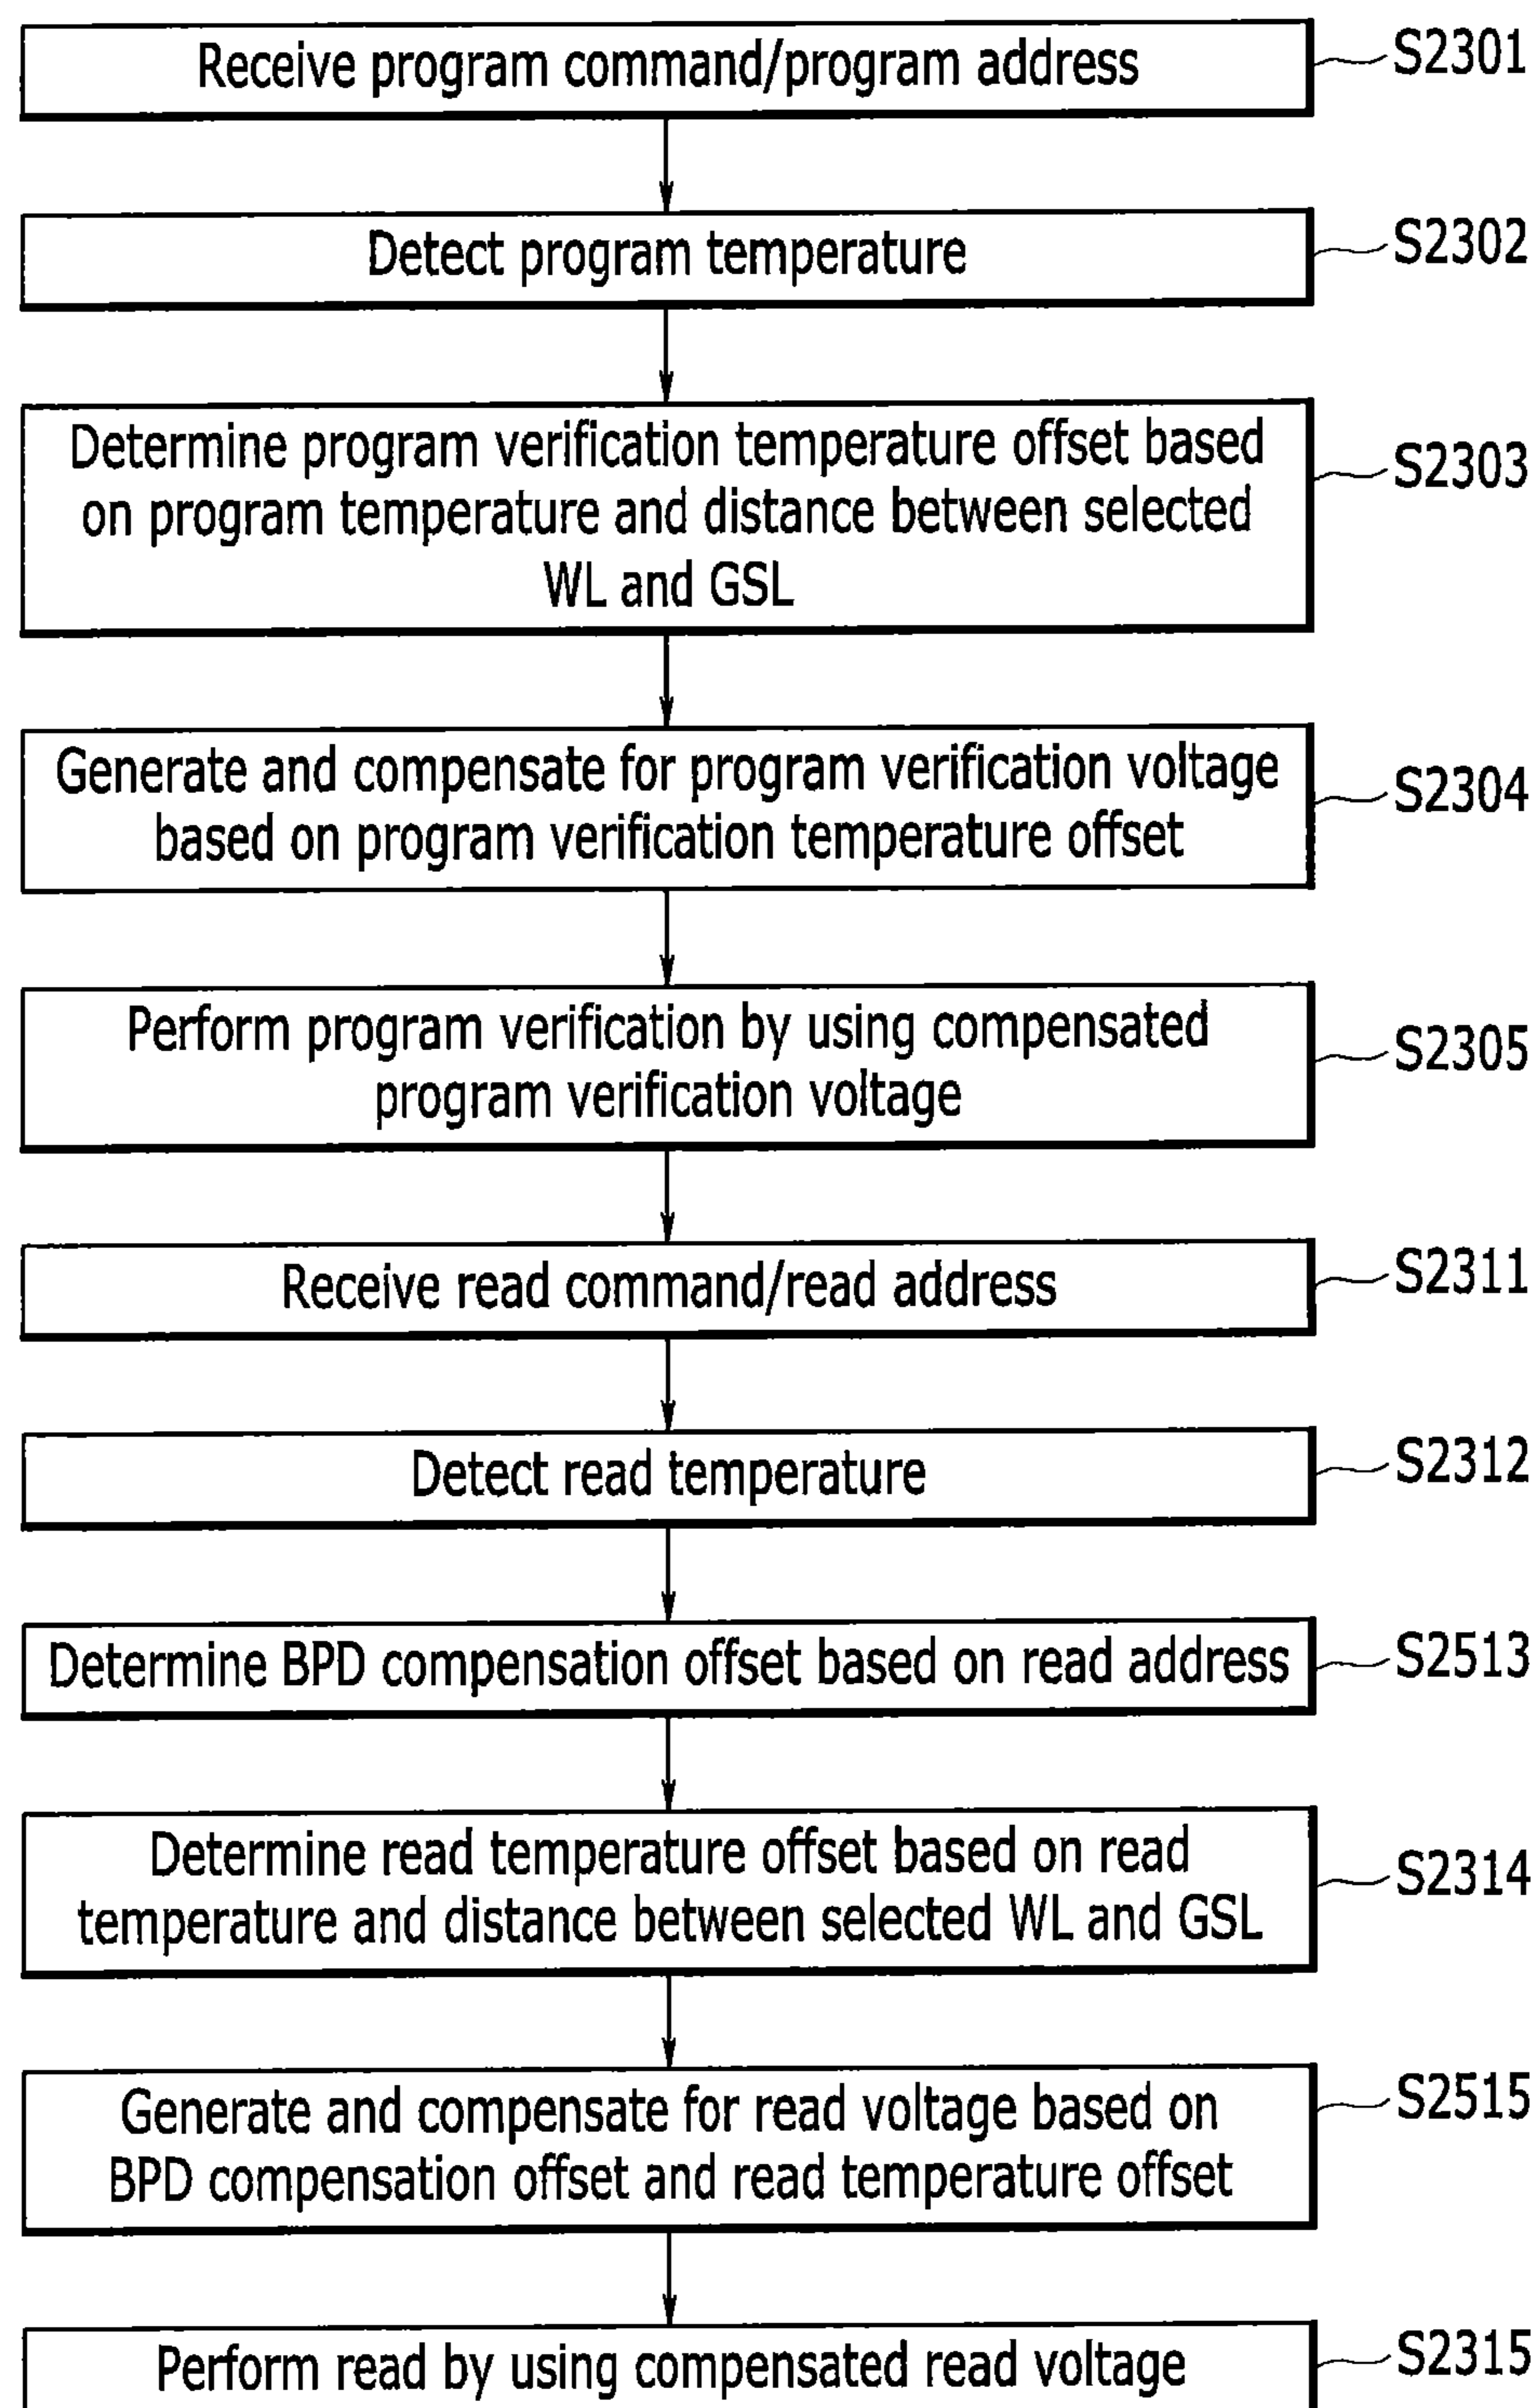 Receive program command/program address
S2301
Detect program temperature
S2302
Determine program verification temperature offset based
on program temperature and distance between selected
WL and GSL
S2303
Generate and compensate for program verification voltage
based on program verification temperature offset
S2304
Perform program verification by using compensated
program verification voltage
S2305
Receive read command/read address
S2311
Detect read temperature
S2312
Determine BPD compensation offset based on read address
S2513
Determine read temperature offset based on read
temperature and distance between selected WL and GSL
S2314
Generate and compensate for read voltage based on
BPD compensation offset and read temperature offset
S2515
Perform read by using compensated read voltage
S2315